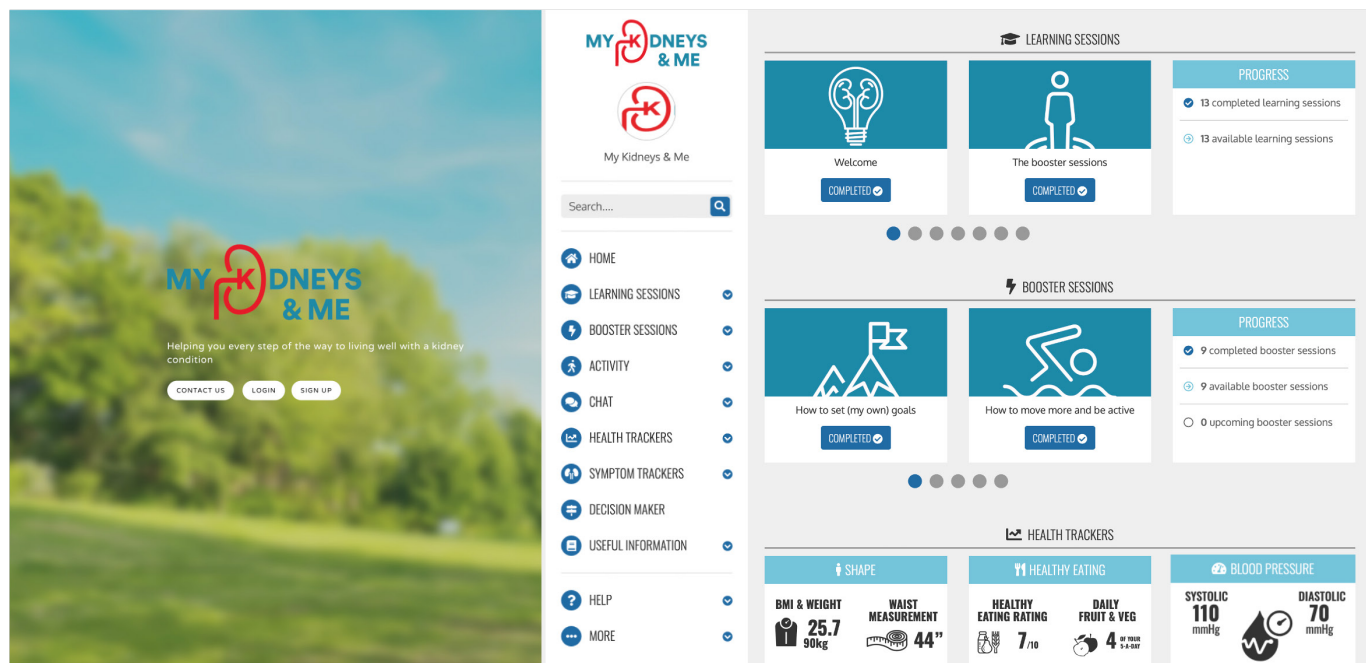 MY KIDNEYS
& ME
Helping you every step of the way to living well with a kidney
condition
CONTACT US
LOGIN
SIGN UP
MY KIDNEYS
& ME
K
My Kidneys & Me
Search....
HOME
LEARNING SESSIONS
BOOSTER SESSIONS
ACTIVITY
CHAT
HEALTH TRACKERS
SYMPTOM TRACKERS
DECISION MAKER
USEFUL INFORMATION
HELP
MORE
LEARNING SESSIONS
Welcome
COMPLETED
The booster sessions
COMPLETED
PROGRESS
13 completed learning sessions
13 available learning sessions
BOOSTER SESSIONS
How to set (my own) goals
COMPLETED
How to move more and be active
COMPLETED
PROGRESS
9 completed booster sessions
9 available booster sessions
0 upcoming booster sessions
HEALTH TRACKERS
SHAPE
BMI & WEIGHT
25.7
90kg
WAIST
MEASUREMENT
44”
HEALTHY EATING
HEALTHY
EATING RATING
7/10
DAILY
FRUIT & VEG
4 OF YOUR
5-A-DAY
BLOOD PRESSURE
SYSTOLIC
110
mmHg
DIASTOLIC
70
mmHg